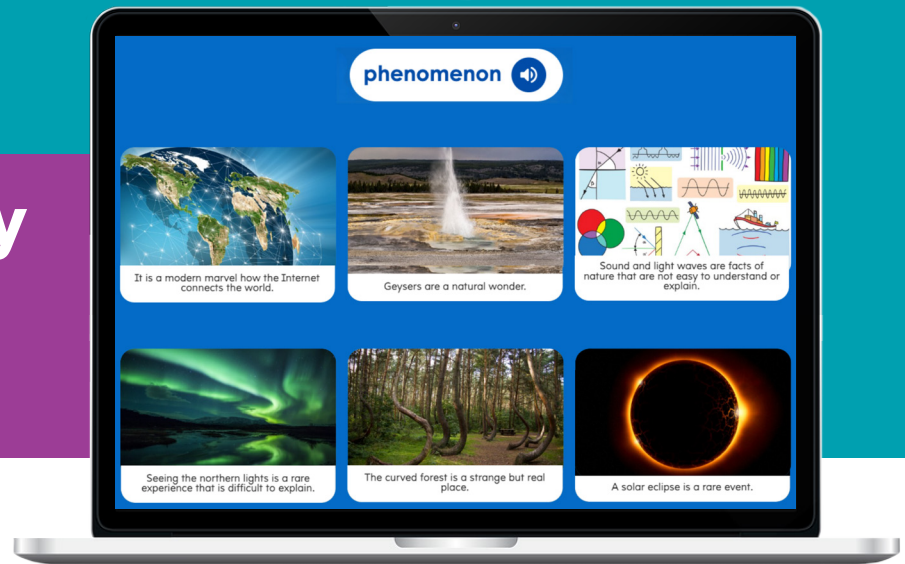 phenomenon
y
It is a modern marvel how the Internet
connects the world.
Geysers are a natural wonder.
Sound and light waves are facts of
nature that are not easy to understand or
explain.
Seeing the northern lights is a rare
experience that is difficult to explain.
The curved forest is a strange but real
place.
A solar eclipse is a rare event.